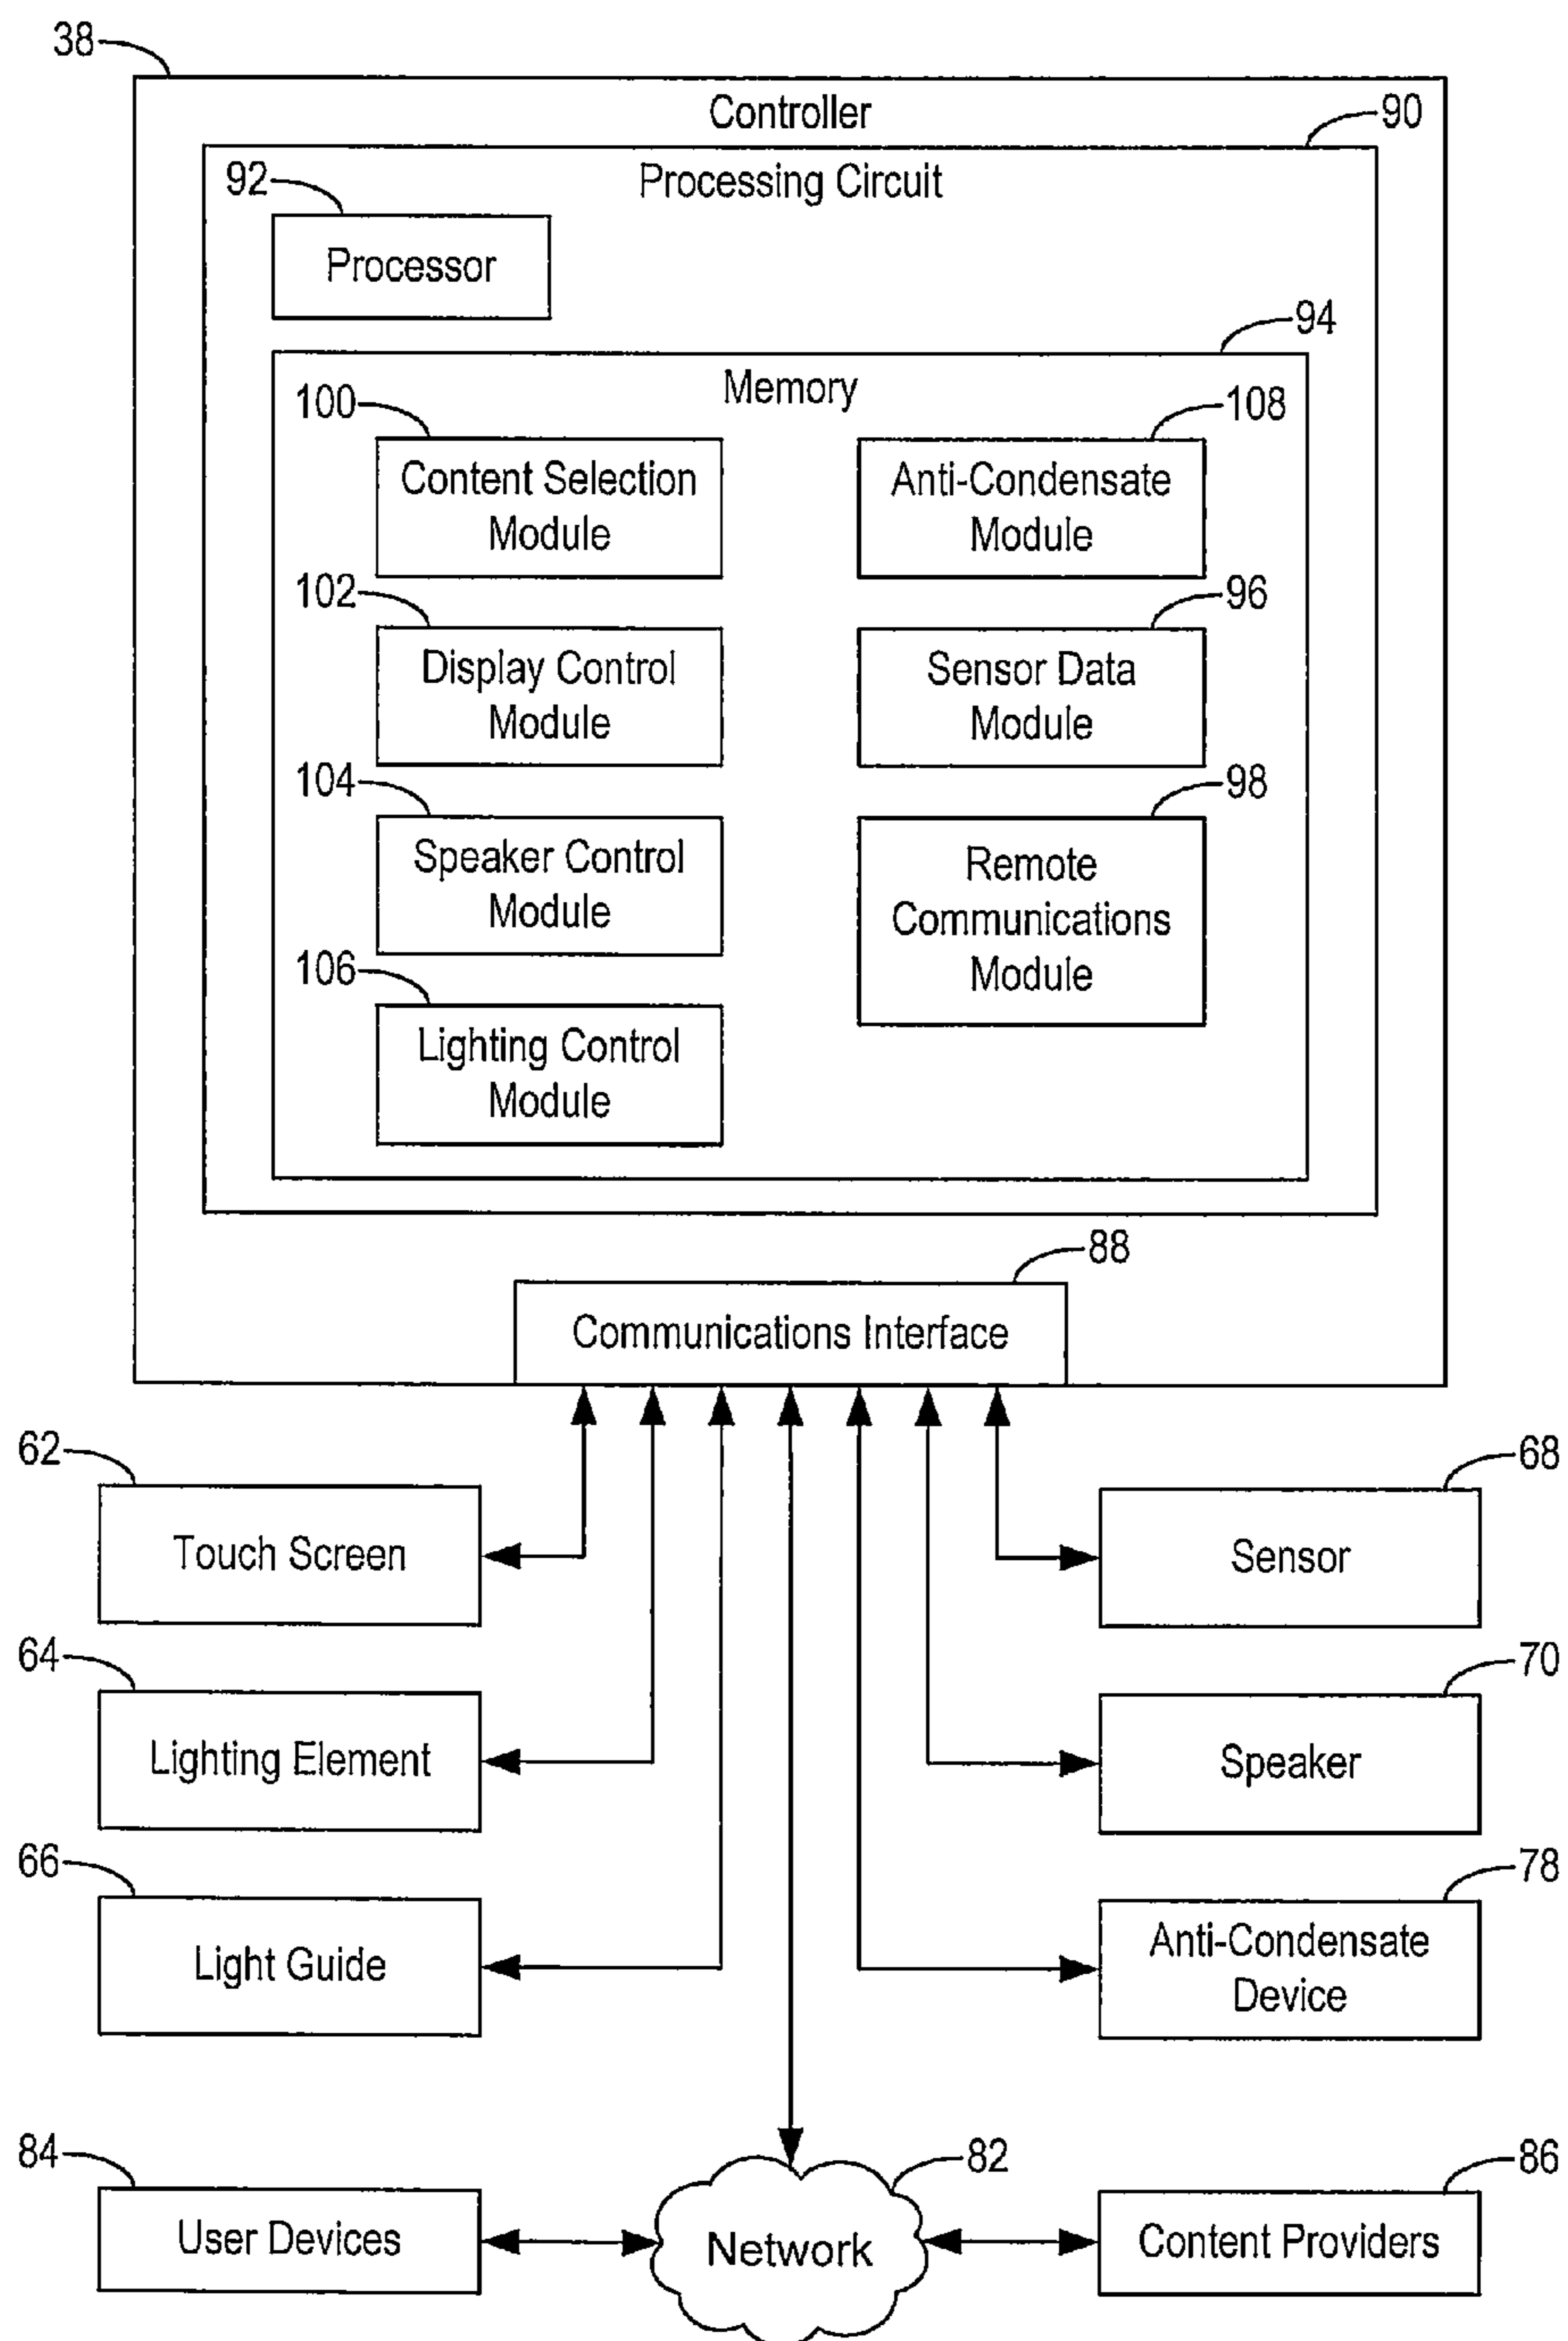 38
Controller
90
Processing Circuit
92
Processor
94
Memory
100
108
Content Selection
Module
Anti-Condensate
Module
102
96
Display Control
Module
Sensor Data
Module
104
98
Speaker Control
Module
Remote
Communications
Module
106
Lighting Control
Module
88
Communications Interface
62
68
Touch Screen
Sensor
64
70
Lighting Element
Speaker
66
78
Light Guide
Anti-Condensate
Device
84
82
86
User Devices
Network
Content Providers